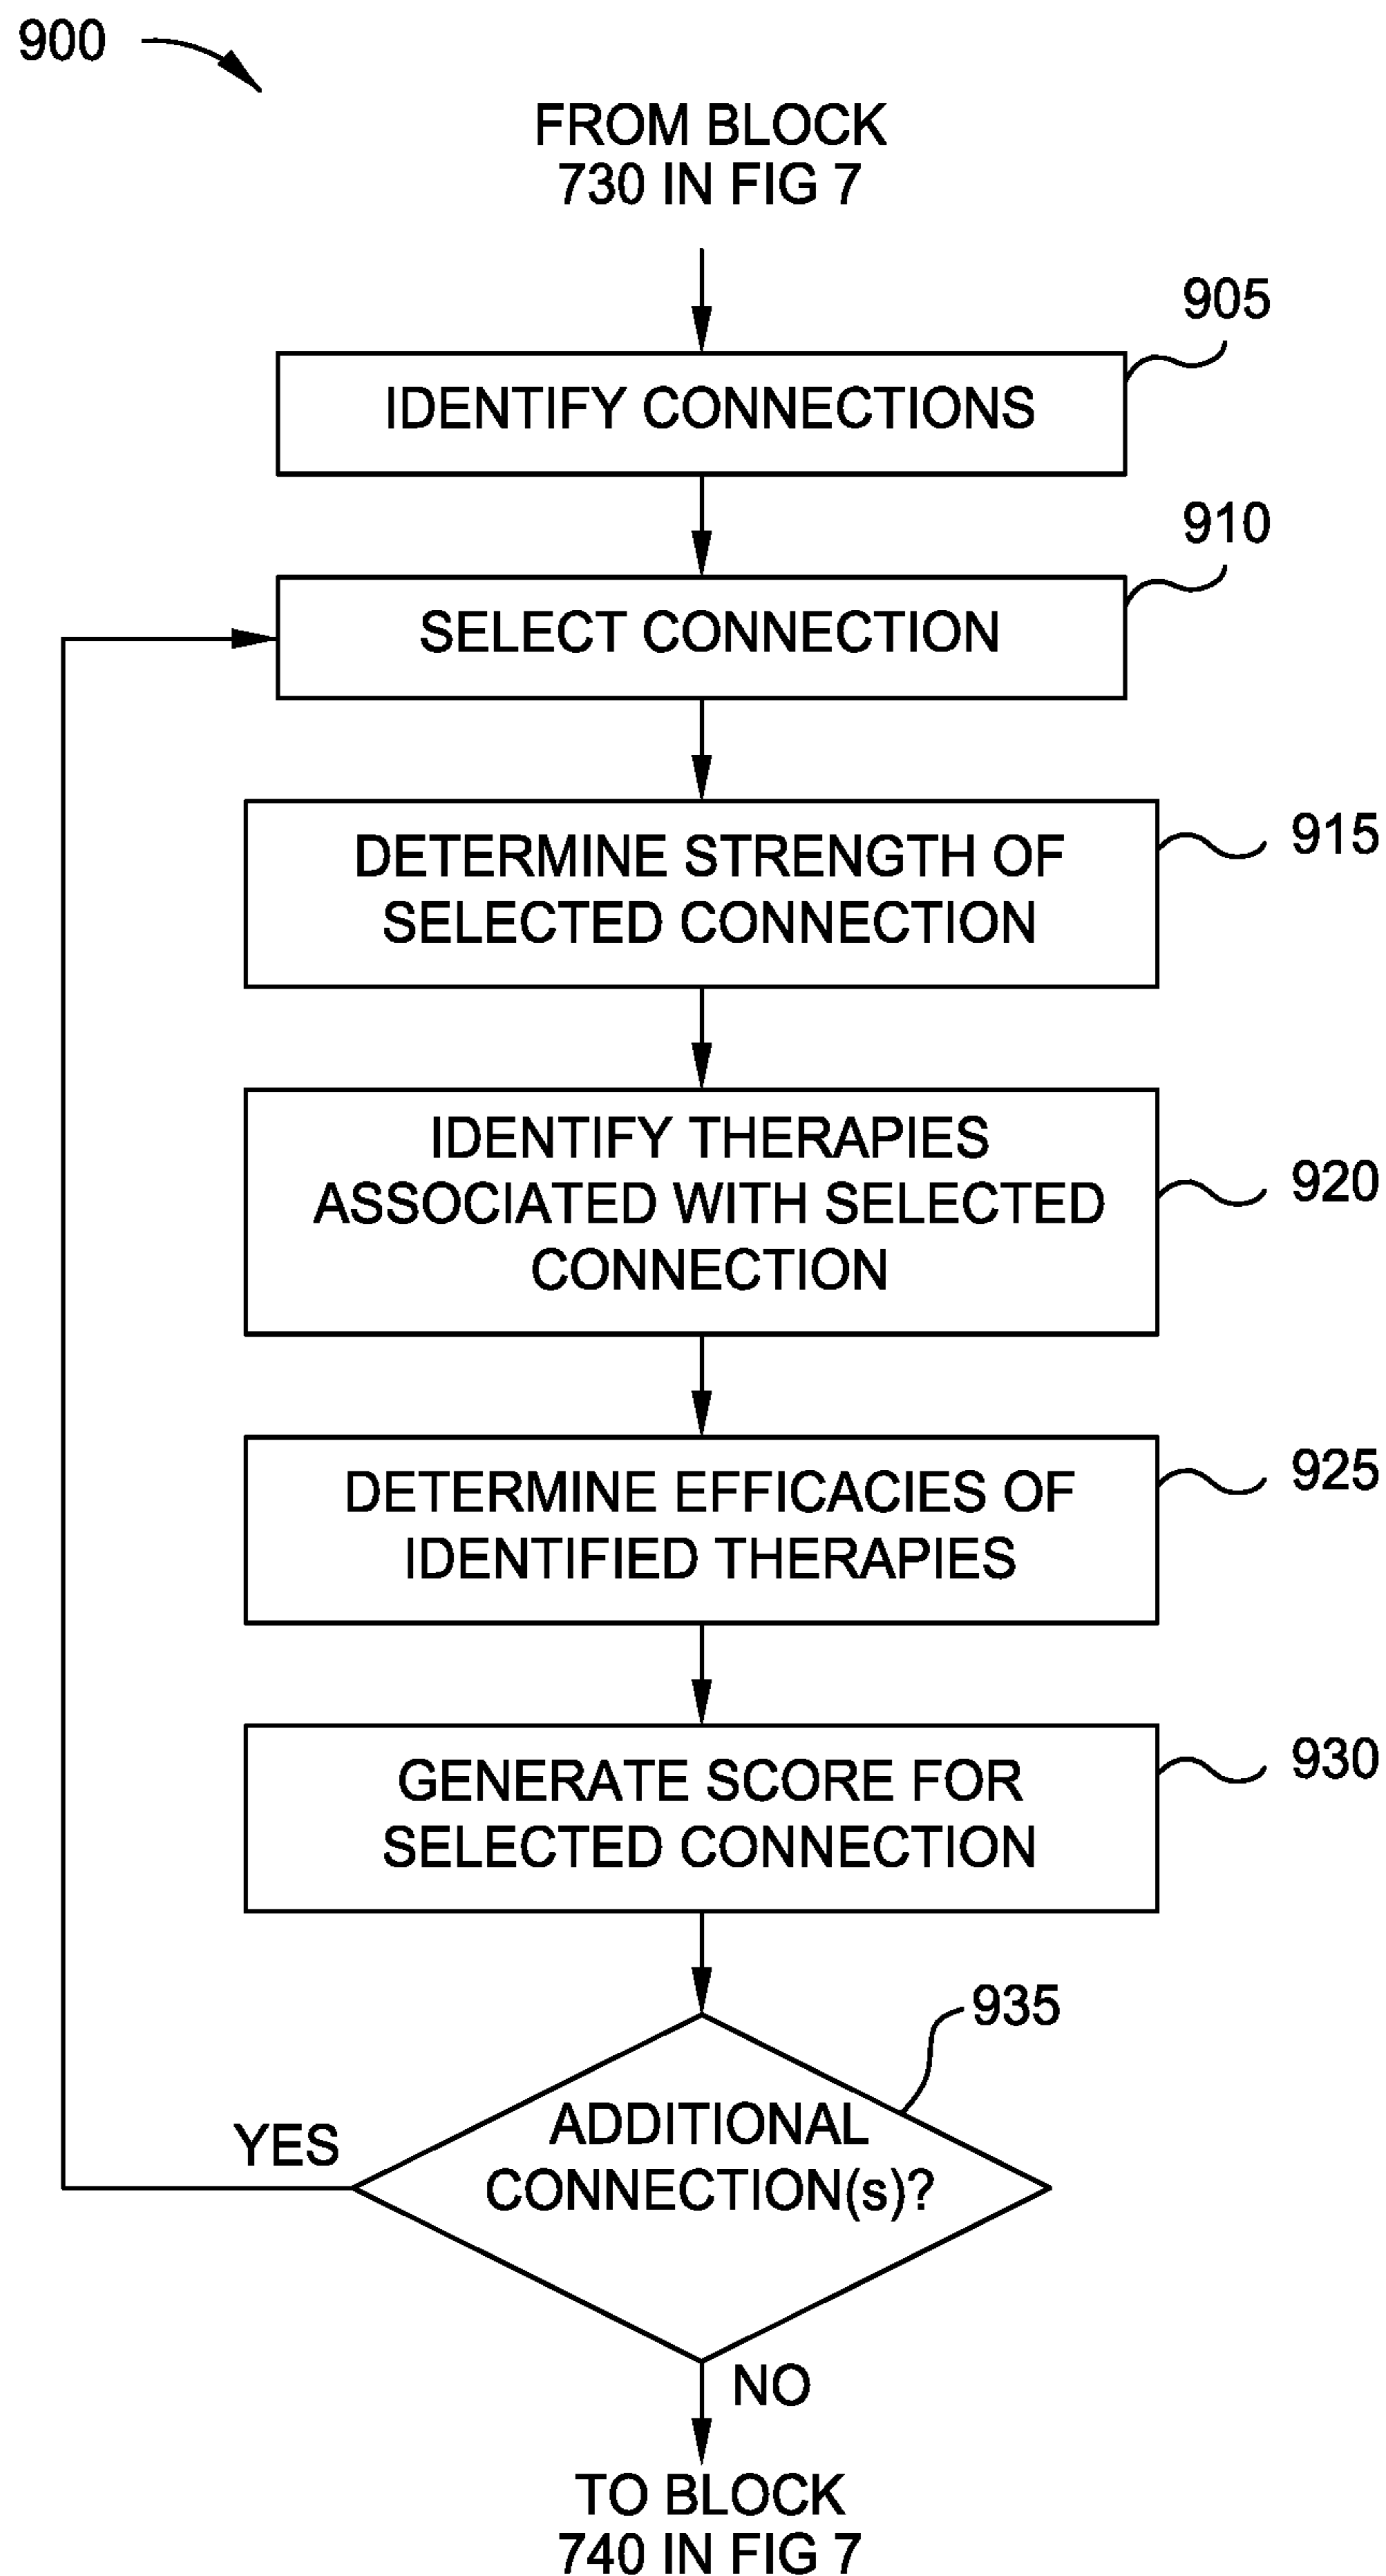 900
FROM BLOCK
730 IN FIG 7
905
IDENTIFY CONNECTIONS
910
SELECT CONNECTION
DETERMINE STRENGTH OF
SELECTED CONNECTION
915
IDENTIFY THERAPIES
ASSOCIATED WITH SELECTED
CONNECTION
920
DETERMINE EFFICACIES OF
IDENTIFIED THERAPIES
925
GENERATE SCORE FOR
SELECTED CONNECTION
930
935
ADDITIONAL
CONNECTION(s)?
YES
NO
TO BLOCK
740 IN FIG 7